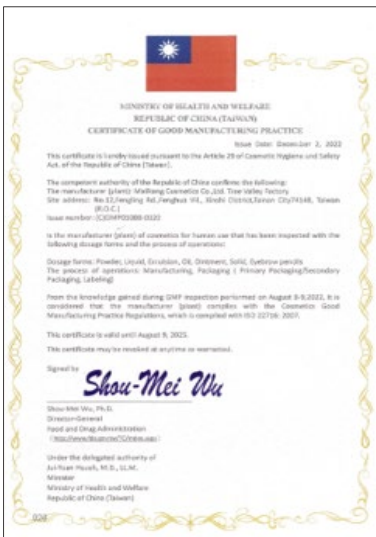 MINISTRY OF HEALTH AND WELFARE
REPUBLIC OF CHINA (TAIWAN)
CERTIFICATE OF GOOD MANUFACTURING PRACTICE
Issue Date: December 2, 2022
This certificate is hereby issued pursuant to the Article 29 of Cosmetic Hygiene and Safety
Act, of the Republic of China (Taiwan).
The competent authority of the Republic of China confirms the following:
The manufacturer (plant): Cosmetics Co.,Ltd. Tree Valley Factory
Site address: No.12, Rd., Vil., District, Tainan City74148, Taiwan
(R.O.C.)
Issue number:
is the manufacturer (plant) of cosmetics for human use that has been inspected with the
following dosage forms and the process of operations:
Dosage forms: Powder, Liquid, Emulsion, Oil, Ointment, Solid, Eyebrow pencils
The process of operations: Manufacturing, Packaging ( Primary Packaging/Secondary
Packaging, Labeling)
From the knowledge gained during GMP inspection performed on August 8-9,2022, it is
considered that the manufacturer (plant) complies with the Cosmetics Good
Manufacturing Practice Regulations, which is complied with ISO 22716: 2007.
This certificate is valid until August 9, 2025.
This certificate may be revoked at anytime as warranted.
Signed by
Shou-Mei Wu
Shou-Mei Wu, Ph.D.
Director-General
Food and Drug Administration
Under the delegated authority of
Jui-Yuan Hsueh, M.D., LL.M.
Minister
Ministry of Health and Welfare
Republic of China (Taiwan)